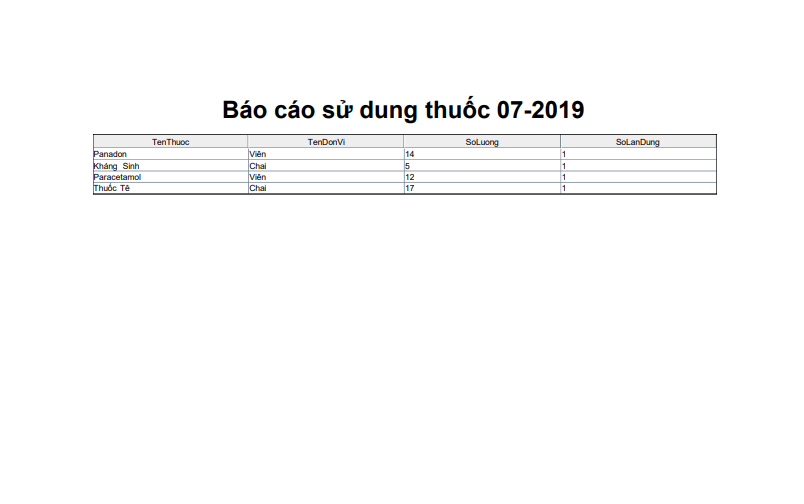 Báo cáo sử dung thuốc 07-2019
TenThuoc TenDonVi SoLuong SoLanDung
Panadon Viên 14 1
Kháng Sinh Chai 5 1
Paracetamol Viên 12 1
Thuốc Tê Chai 17 1